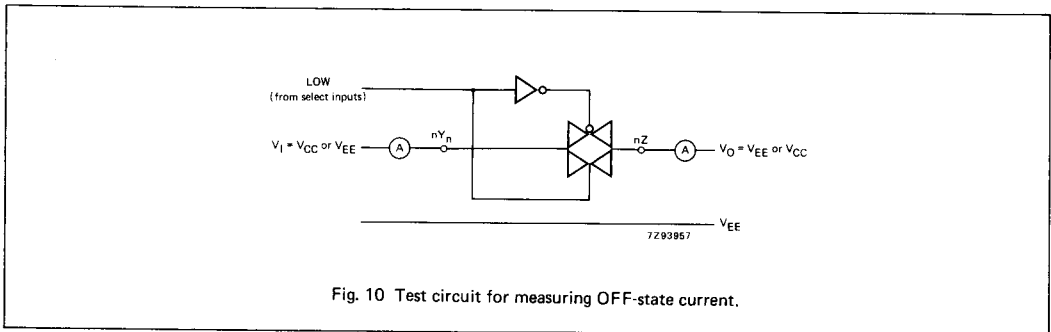 LOW
(from select inputs)
V_I = V_CC or V_EE
A
nY_n
nZ
A
V_O = V_EE or V_CC
V_EE
7Z93957
Fig. 10 Test circuit for measuring OFF-state current.